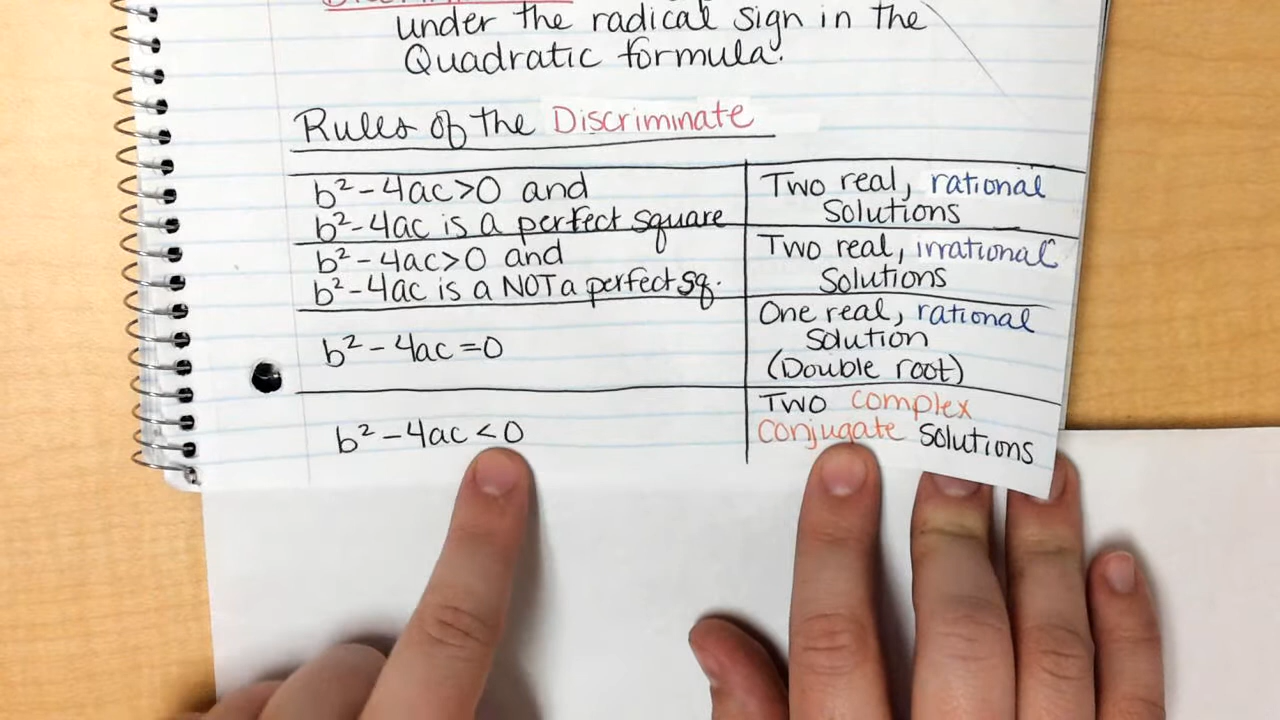 under the radical sign in the
Quadratic formula.
Rules of the Discriminate
b²-4ac>0 and
b²-4ac is a perfect square
Two real, rational
Solutions
b²-4ac>0 and
b²-4ac is a NOT a perfect sq.
Two real, irrational
Solutions
b²-4ac=0
One real, rational
Solution
(Double root)
b²-4ac<0
Two complex
conjugate solutions